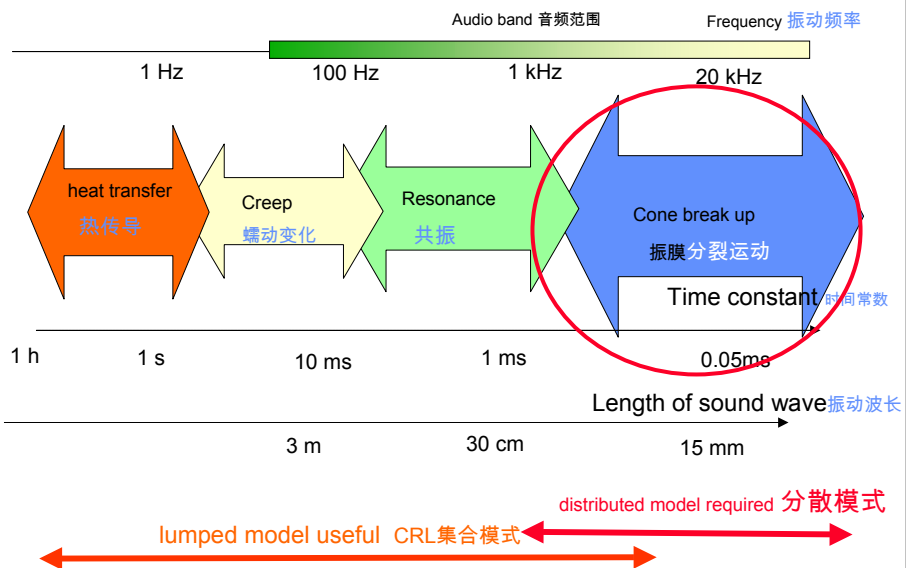 Audio band 音频范围
Frequency 振动频率
1 Hz
100 Hz
1 kHz
20 kHz
heat transfer
热传导
Creep
蠕动变化
Resonance
共振
Cone break up
振膜分裂运动
Time constant 时间常数
1 h
1 s
10 ms
1 ms
0.05ms
Length of sound wave振动波长
3 m
30 cm
15 mm
distributed model required 分散模式
lumped model useful CRL集合模式